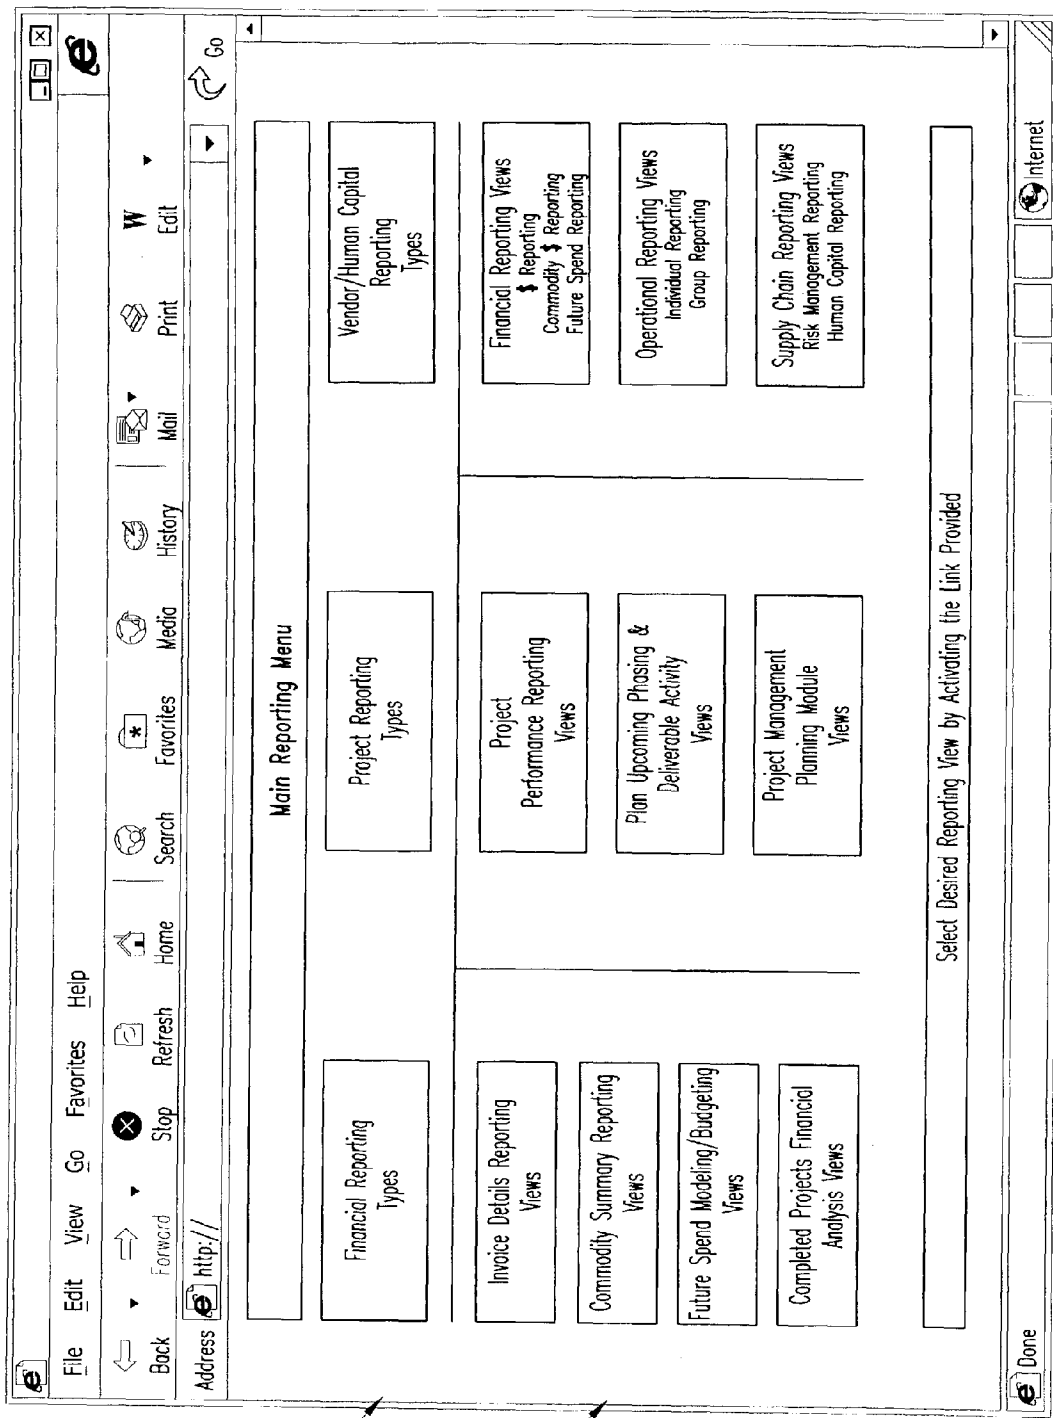 File Edit View Go Favorites Help
Back Forward Stop Refresh Home Search Favorites Media History Mail Print Edit
Address http:// Go
Main Reporting Menu
Financial Reporting
Types
Project Reporting
Types
Vendor/Human Capital
Reporting
Types
Invoice Details Reporting
Views
Commodity Summary Reporting
Views
Future Spend Modeling/Budgeting
Views
Completed Projects Financial
Analysis Views
Project
Performance Reporting
Views
Plan Upcoming Phasing &
Deliverable Activity
Views
Project Management
Planning Module
Views
Financial Reporting Views
$ Reporting
Commodity $ Reporting
Future Spend Reporting
Operational Reporting Views
Individual Reporting
Group Reporting
Supply Chain Reporting Views
Risk Management Reporting
Human Capital Reporting
Select Desired Reporting View by Activating the Link Provided
Done Internet